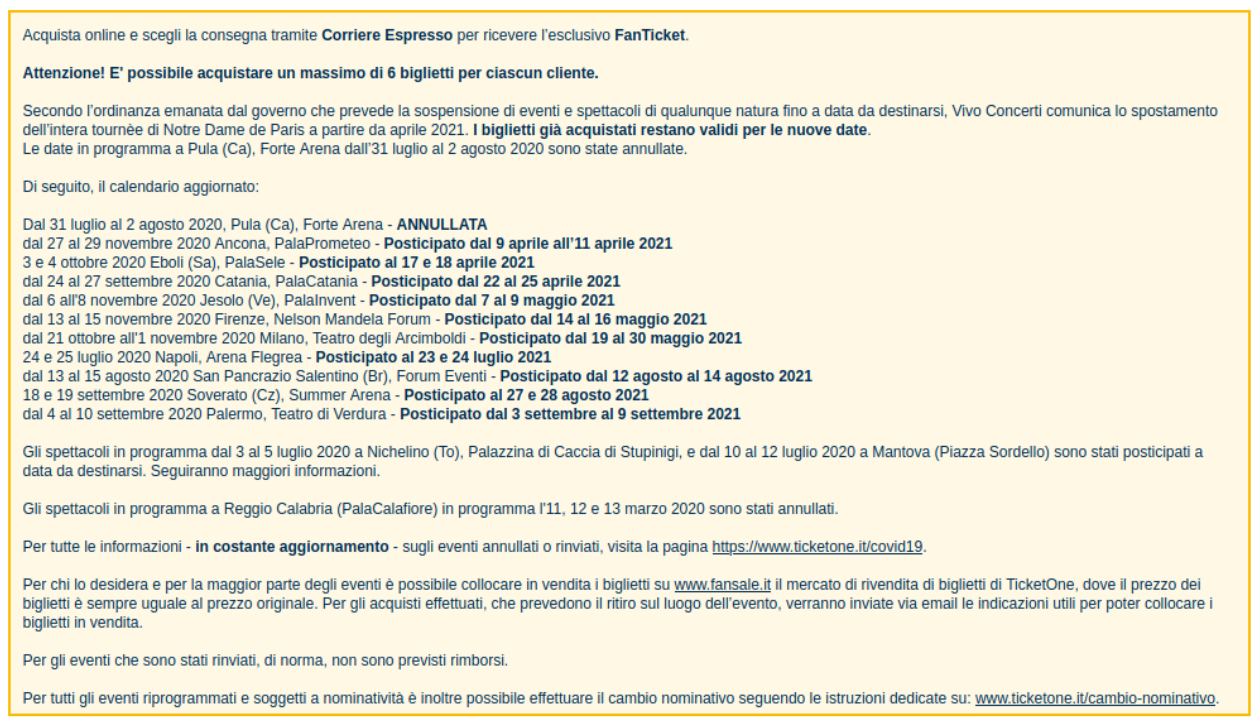 Acquista online e scegli la consegna tramite Corriere Espresso per ricevere l'esclusivo FanTicket.
Attenzione! E' possibile acquistare un massimo di 6 biglietti per ciascun cliente.
Secondo l'ordinanza emanata dal governo che prevede la sospensione di eventi e spettacoli di qualunque natura fino a data da destinarsi, Vivo Concerti comunica lo spostamento
dell'intera tournèe di Notre Dame de Paris a partire da aprile 2021. I biglietti già acquistati restano validi per le nuove date.
Le date in programma a Pula (Ca), Forte Arena dall'31 luglio al 2 agosto 2020 sono state annullate.
Di seguito, il calendario aggiornato:
Dal 31 luglio al 2 agosto 2020, Pula (Ca), Forte Arena - ANNULLATA
dal 27 al 29 novembre 2020 Ancona, PalaPrometeo - Posticipato dal 9 aprile all'11 aprile 2021
3 e 4 ottobre 2020 Eboli (Sa), PalaSele - Posticipato al 17 e 18 aprile 2021
dal 24 al 27 settembre 2020 Catania, PalaCatania - Posticipato dal 22 al 25 aprile 2021
dal 6 all'8 novembre 2020 Jesolo (Ve), PalaInvent - Posticipato dal 7 al 9 maggio 2021
dal 13 al 15 novembre 2020 Firenze, Nelson Mandela Forum - Posticipato dal 14 al 16 maggio 2021
dal 21 ottobre all'1 novembre 2020 Milano, Teatro degli Arcimboldi - Posticipato dal 19 al 30 maggio 2021
24 e 25 luglio 2020 Napoli, Arena Flegrea - Posticipato al 23 e 24 luglio 2021
dal 13 al 15 agosto 2020 San Pancrazio Salentino (Br), Forum Eventi - Posticipato dal 12 agosto al 14 agosto 2021
18 e 19 settembre 2020 Soverato (Cz), Summer Arena - Posticipato al 27 e 28 agosto 2021
dal 4 al 10 settembre 2020 Palermo, Teatro di Verdura - Posticipato dal 3 settembre al 9 settembre 2021
Gli spettacoli in programma dal 3 al 5 luglio 2020 a Nichelino (To), Palazzina di Caccia di Stupinigi, e dal 10 al 12 luglio 2020 a Mantova (Piazza Sordello) sono stati posticipati a
data da destinarsi. Seguiranno maggiori informazioni.
Gli spettacoli in programma a Reggio Calabria (PalaCalafiore) in programma l'11, 12 e 13 marzo 2020 sono stati annullati.
Per tutte le informazioni - in costante aggiornamento - sugli eventi annullati o rinviati, visita la pagina https://www.ticketone.it/covid19.
Per chi lo desidera e per la maggior parte degli eventi è possibile collocare in vendita i biglietti su www.fansale.it il mercato di rivendita di biglietti di TicketOne, dove il prezzo dei
biglietti è sempre uguale al prezzo originale. Per gli acquisti effettuati, che prevedono il ritiro sul luogo dell'evento, verranno inviate via email le indicazioni utili per poter collocare i
biglietti in vendita.
Per gli eventi che sono stati rinviati, di norma, non sono previsti rimborsi.
Per tutti gli eventi riprogrammati e soggetti a nominatività è inoltre possibile effettuare il cambio nominativo seguendo le istruzioni dedicate su: www.ticketone.it/cambio-nominativo.